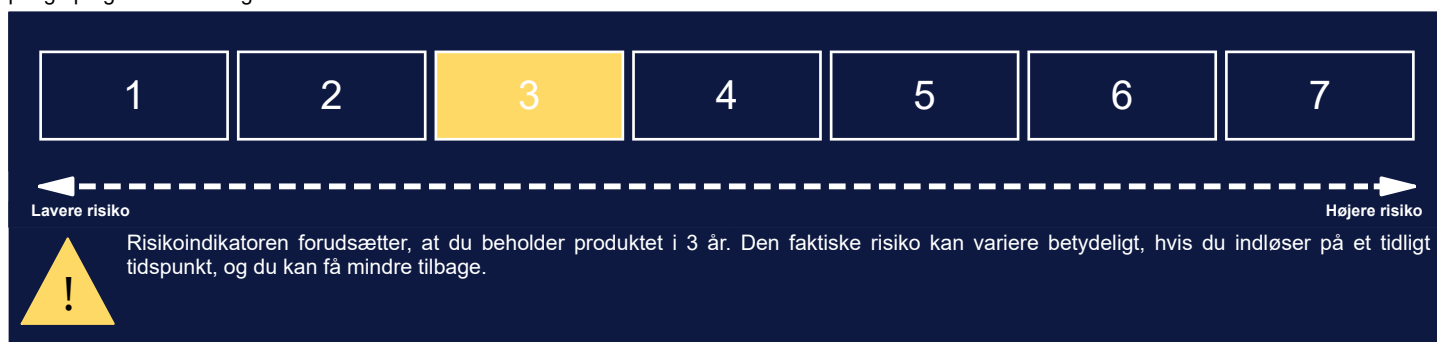 1 2 3 4 5 6 7
Lavere risiko Højere risiko
Risikoindikatoren forudsætter, at du beholder produktet i 3 år. Den faktiske risiko kan variere betydeligt, hvis du indløser på et tidligt
tidspunkt, og du kan få mindre tilbage.
!